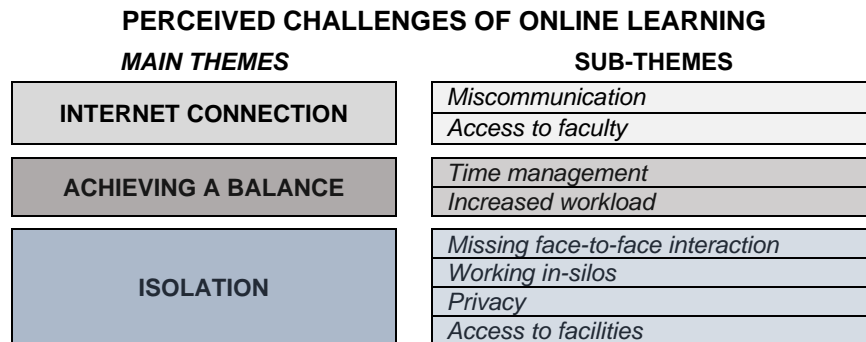 PERCEIVED CHALLENGES OF ONLINE LEARNING
MAIN THEMES
SUB-THEMES
INTERNET CONNECTION
Miscommunication
Access to faculty
ACHIEVING A BALANCE
Time management
Increased workload
ISOLATION
Missing face-to-face interaction
Working in-silos
Privacy
Access to facilities